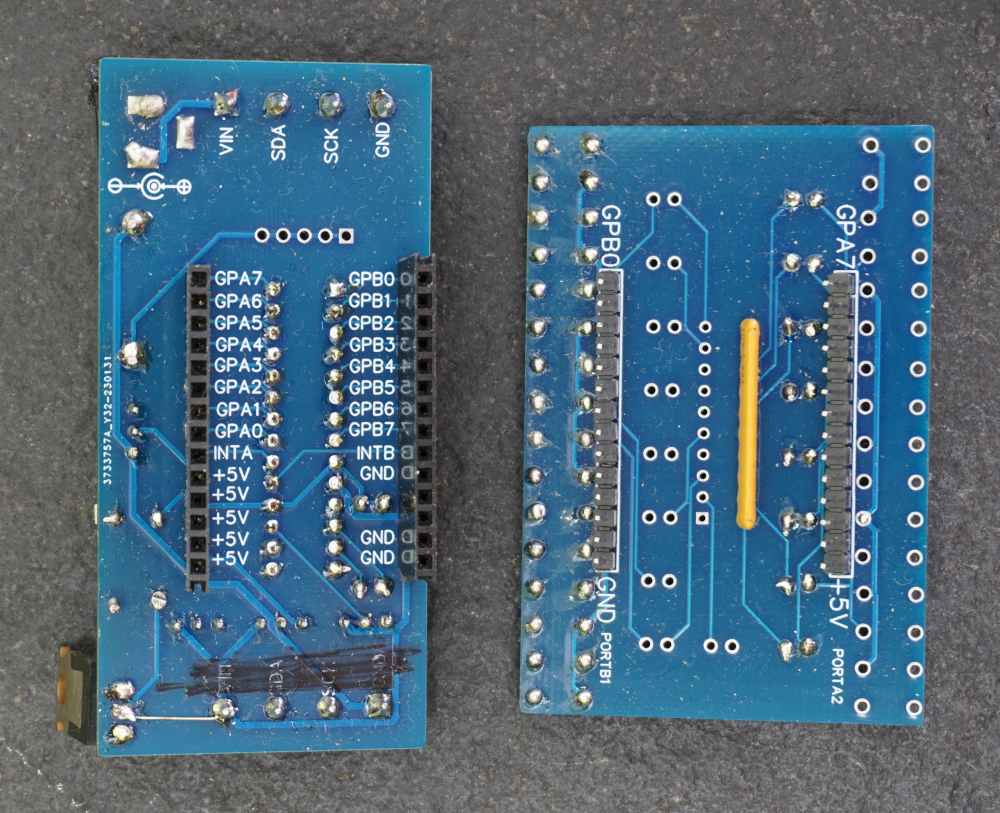 VIN SDA SCK GND
GPA7 GPB0
GPA6 GPB1
GPA5 GPB2
GPA4 GPB3
GPA3 GPB4
GPA2 GPB5
GPA1 GPB6
GPA0 GPB7
INTA INTB
+5V GND
+5V
+5V
+5V GND
+5V GND
3733757A_Y32-230131
GPB0 GPA7
GND +5V
PORTB1 PORTA2